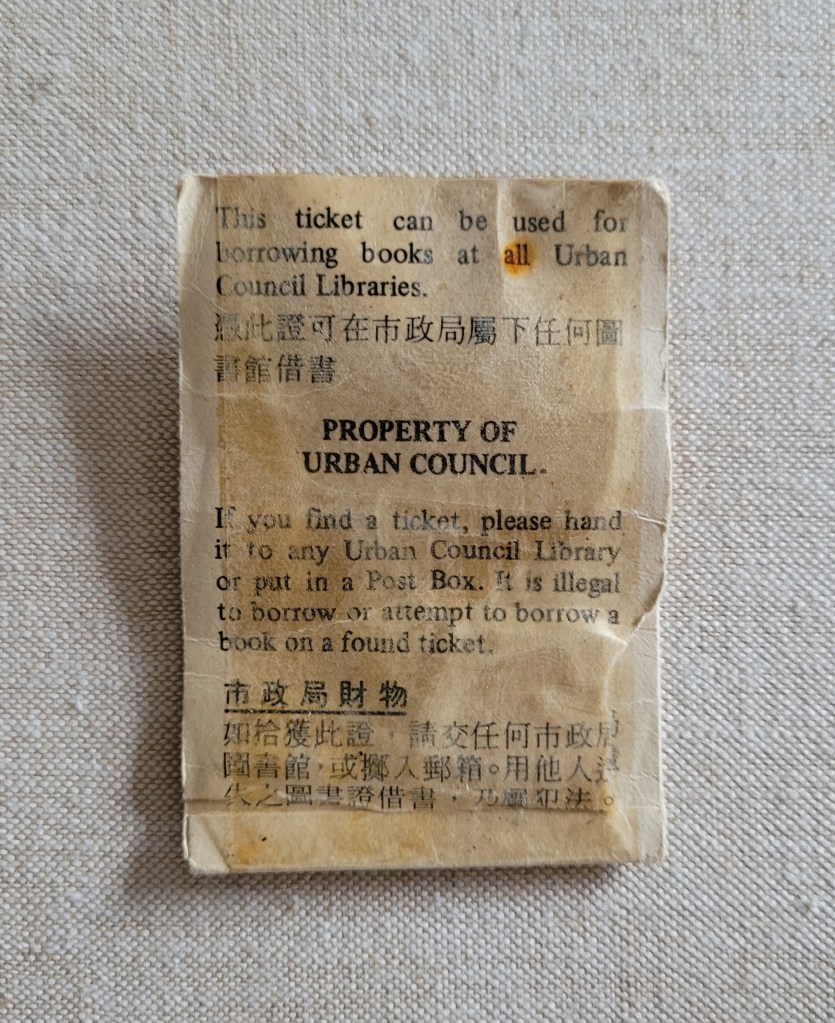 This ticket can be used for
borrowing books at all Urban
Council Libraries.
憑此證可在市政局屬下任何圖
書館借書
PROPERTY OF
URBAN COUNCIL.
If you find a ticket, please hand
it to any Urban Council Library
or put in a Post Box. It is illegal
to borrow or attempt to borrow a
book on a found ticket.
市政局財物
如拾獲此證，請交任何市政局
圖書館，或擲入郵箱。用他人遺
失之圖書證借書，乃屬犯法。